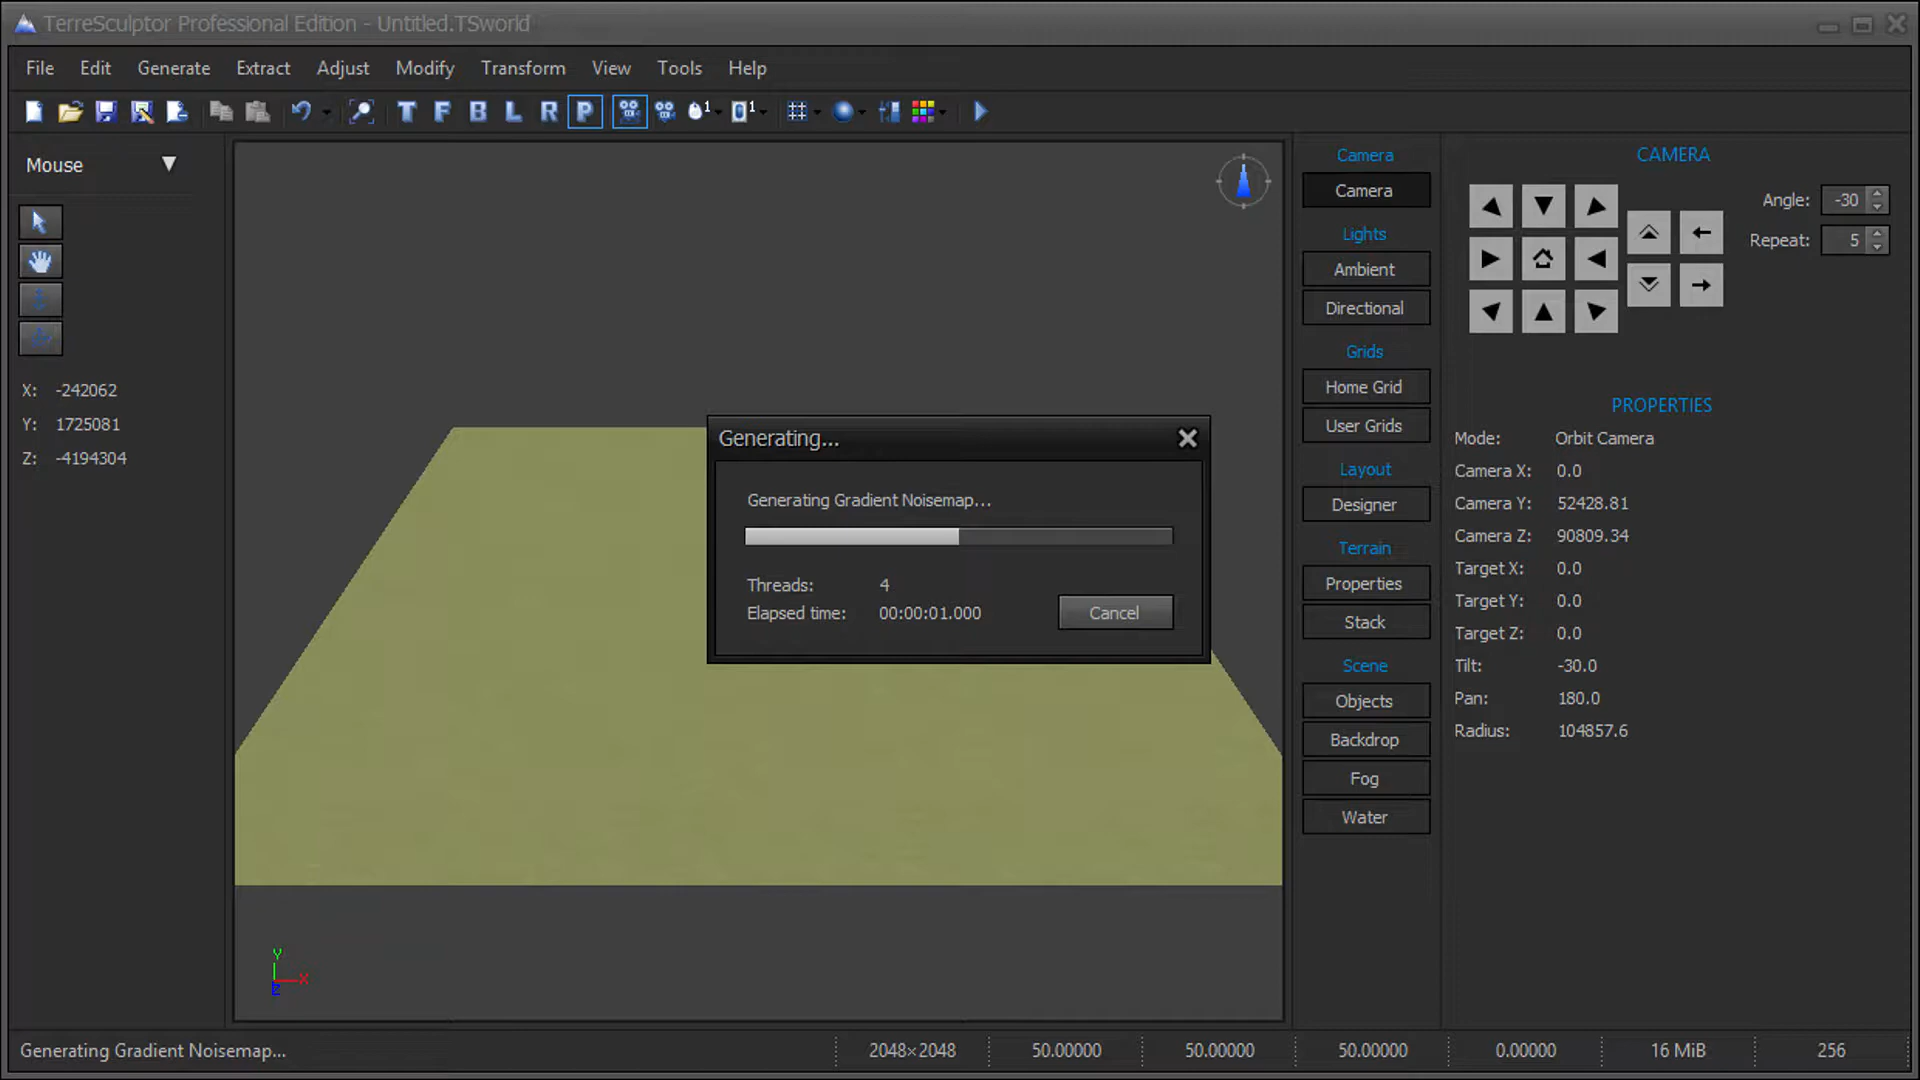 TerreSculptor Professional Edition - Untitled.TSworld
File Edit Generate Extract Adjust Modify Transform View Tools Help
T F B L R P 1 1
Mouse
X: -242062
Y: 1725081
Z: -4194304
Generating...
Generating Gradient Noisemap...
Threads: 4
Elapsed time: 00:00:01.000
Cancel
Y
X
Z
Camera
Camera
Lights
Ambient
Directional
Grids
Home Grid
User Grids
Layout
Designer
Terrain
Properties
Stack
Scene
Objects
Backdrop
Fog
Water
CAMERA
Angle: -30
Repeat: 5
PROPERTIES
Mode: Orbit Camera
Camera X: 0.0
Camera Y: 52428.81
Camera Z: 90809.34
Target X: 0.0
Target Y: 0.0
Target Z: 0.0
Tilt: -30.0
Pan: 180.0
Radius: 104857.6
Generating Gradient Noisemap... 2048×2048 50.00000 50.00000 50.00000 0.00000 16 MiB 256